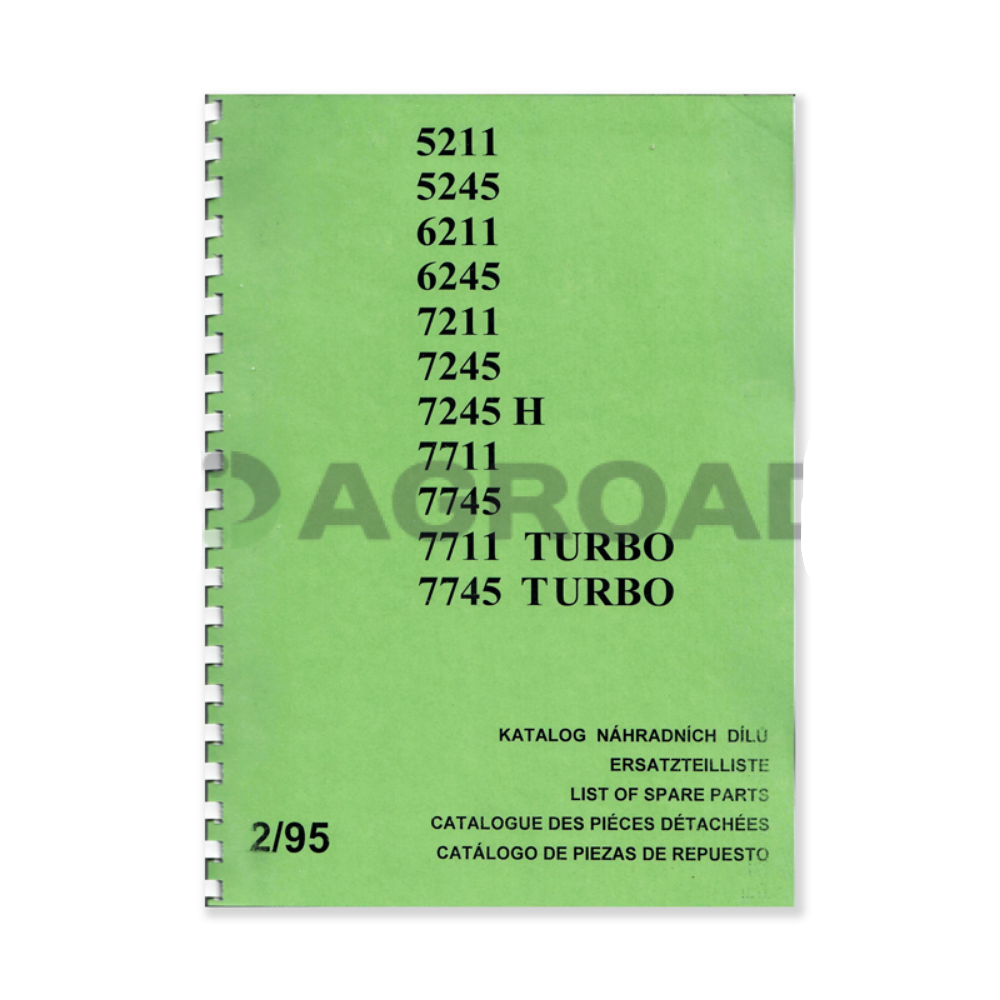 5211
5245
6211
6245
7211
7245
7245 H
7711
AGROAD
7745
7711 TURBO
7745 TURBO
KATALOG NÁHRADNÍCH DÍLŮ
ERSATZTEILLISTE
LIST OF SPARE PARTS
CATALOGUE DES PIÉCES DÉTACHÉES
2/95
CATÁLOGO DE PIEZAS DE REPUESTO